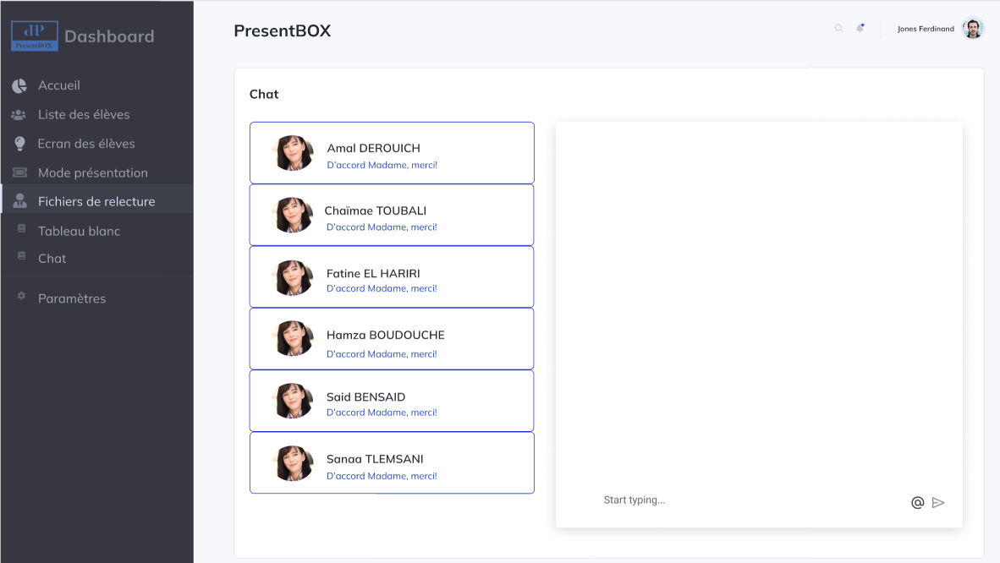 dP
PresentBOX
Dashboard
Accueil
Liste des élèves
Ecran des élèves
Mode présentation
Fichiers de relecture
Tableau blanc
Chat
Paramètres
PresentBOX
Jones Ferdinand
Chat
Amal DEROUICH
D'accord Madame, merci!
Chaïmae TOUBALI
D'accord Madame, merci!
Fatine EL HARIRI
D'accord Madame, merci!
Hamza BOUDOUCHE
D'accord Madame, merci!
Said BENSAID
D'accord Madame, merci!
Sanaa TLEMSANI
D'accord Madame, merci!
Start typing...
@